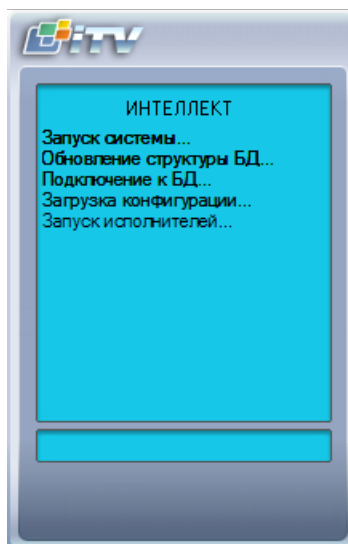 iTV
ИНТЕЛЛЕКТ
Запуск системы...
Обновление структуры БД...
Подключение к БД...
Загрузка конфигурации...
Запуск исполнителей...